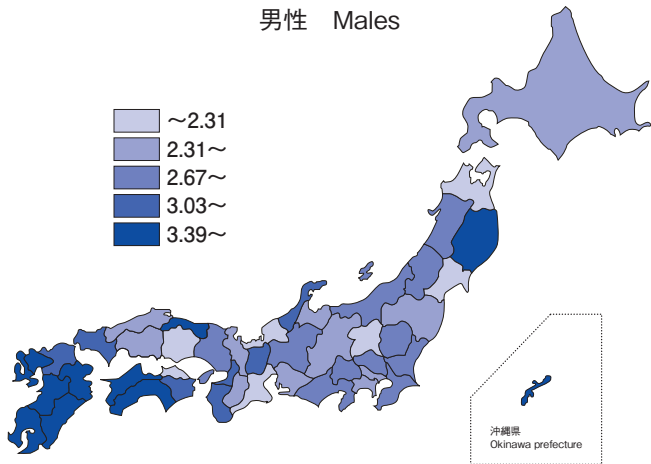 男性 Males
～2.31
2.31～
2.67～
3.03～
3.39～
沖縄県
Okinawa prefecture